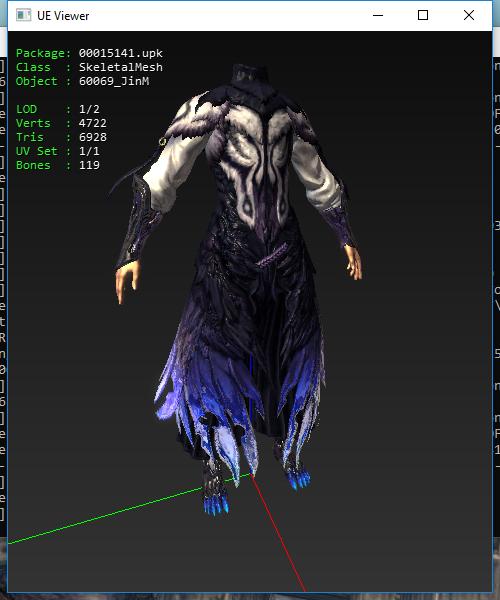 UE Viewer
Package: 00015141.upk
Class : SkeletalMesh
Object : 60069_JinM
LOD : 1/2
Verts : 4722
Tris : 6928
UV Set : 1/1
Bones : 119